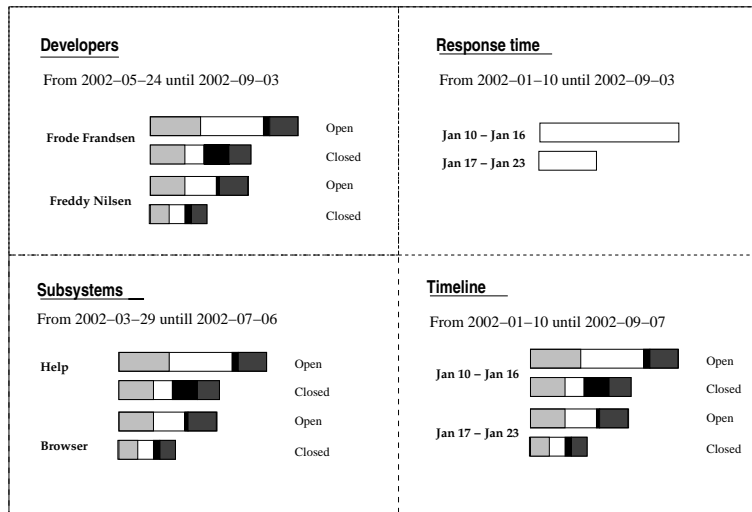 Developers
From 2002–05–24 until 2002–09–03
Frode Frandsen
Open
Closed
Freddy Nilsen
Open
Closed
Response time
From 2002–01–10 until 2002–09–03
Jan 10 – Jan 16
Jan 17 – Jan 23
Subsystems
From 2002–03–29 untill 2002–07–06
Help
Open
Closed
Browser
Open
Closed
Timeline
From 2002–01–10 until 2002–09–07
Jan 10 – Jan 16
Open
Closed
Jan 17 – Jan 23
Open
Closed